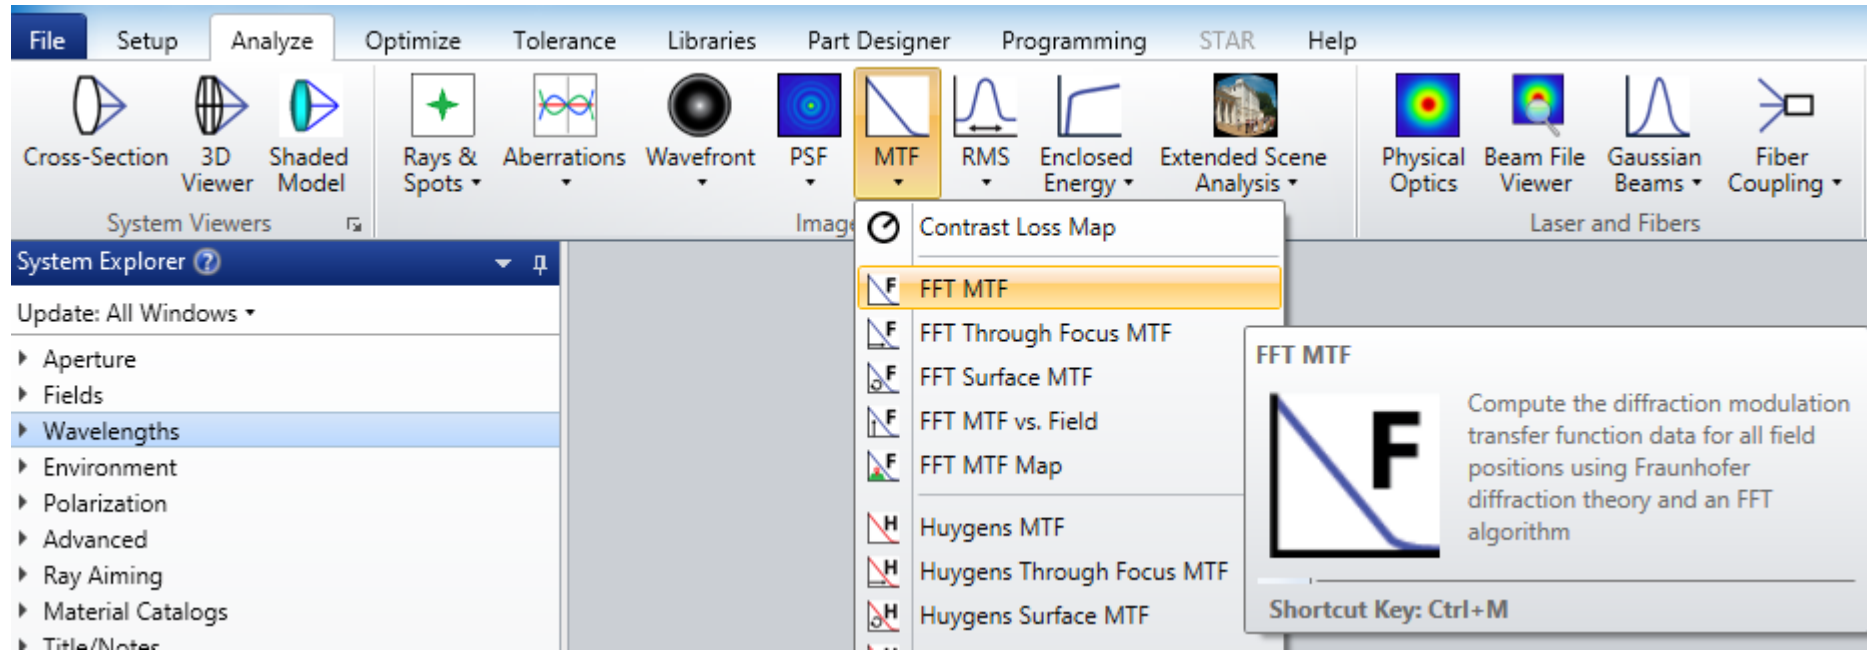 File Setup Analyze Optimize Tolerance Libraries Part Designer Programming STAR Help
Cross-Section
3D Viewer
Shaded Model
Rays & Spots
Aberrations
Wavefront
PSF
MTF
RMS
Enclosed Energy
Extended Scene Analysis
Physical Optics
Beam File Viewer
Gaussian Beams
Fiber Coupling
System Viewers
Laser and Fibers
System Explorer
Update: All Windows
Aperture
Fields
Wavelengths
Environment
Polarization
Advanced
Ray Aiming
Material Catalogs
Title/Notes
Contrast Loss Map
F FFT MTF
F FFT Through Focus MTF
F FFT Surface MTF
F FFT MTF vs. Field
F FFT MTF Map
H Huygens MTF
H Huygens Through Focus MTF
H Huygens Surface MTF
FFT MTF
F
Compute the diffraction modulation
transfer function data for all field
positions using Fraunhofer
diffraction theory and an FFT
algorithm
Shortcut Key: Ctrl+M